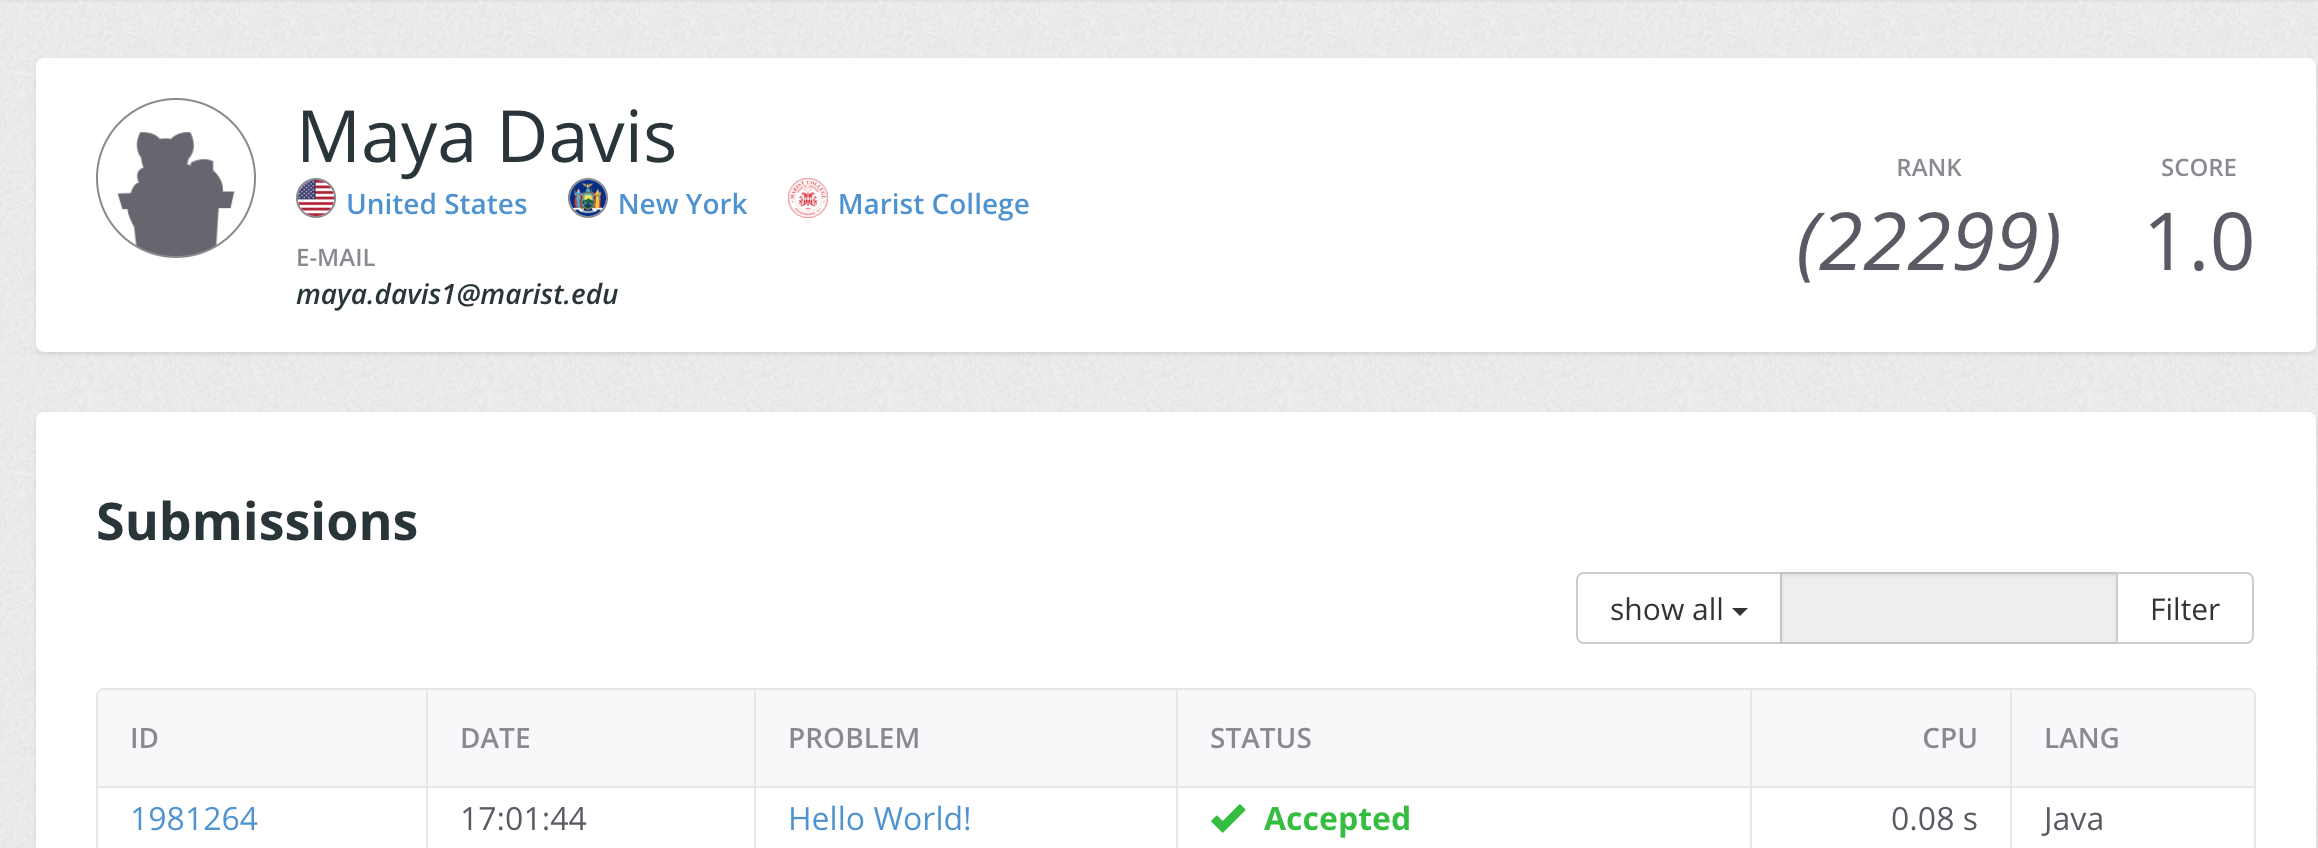 Maya Davis
United States New York Marist College
E-MAIL
maya.davis1@marist.edu
RANK SCORE
(22299) 1.0
Submissions
show all Filter
ID DATE PROBLEM STATUS CPU LANG
1981264 17:01:44 Hello World! Accepted 0.08 s Java